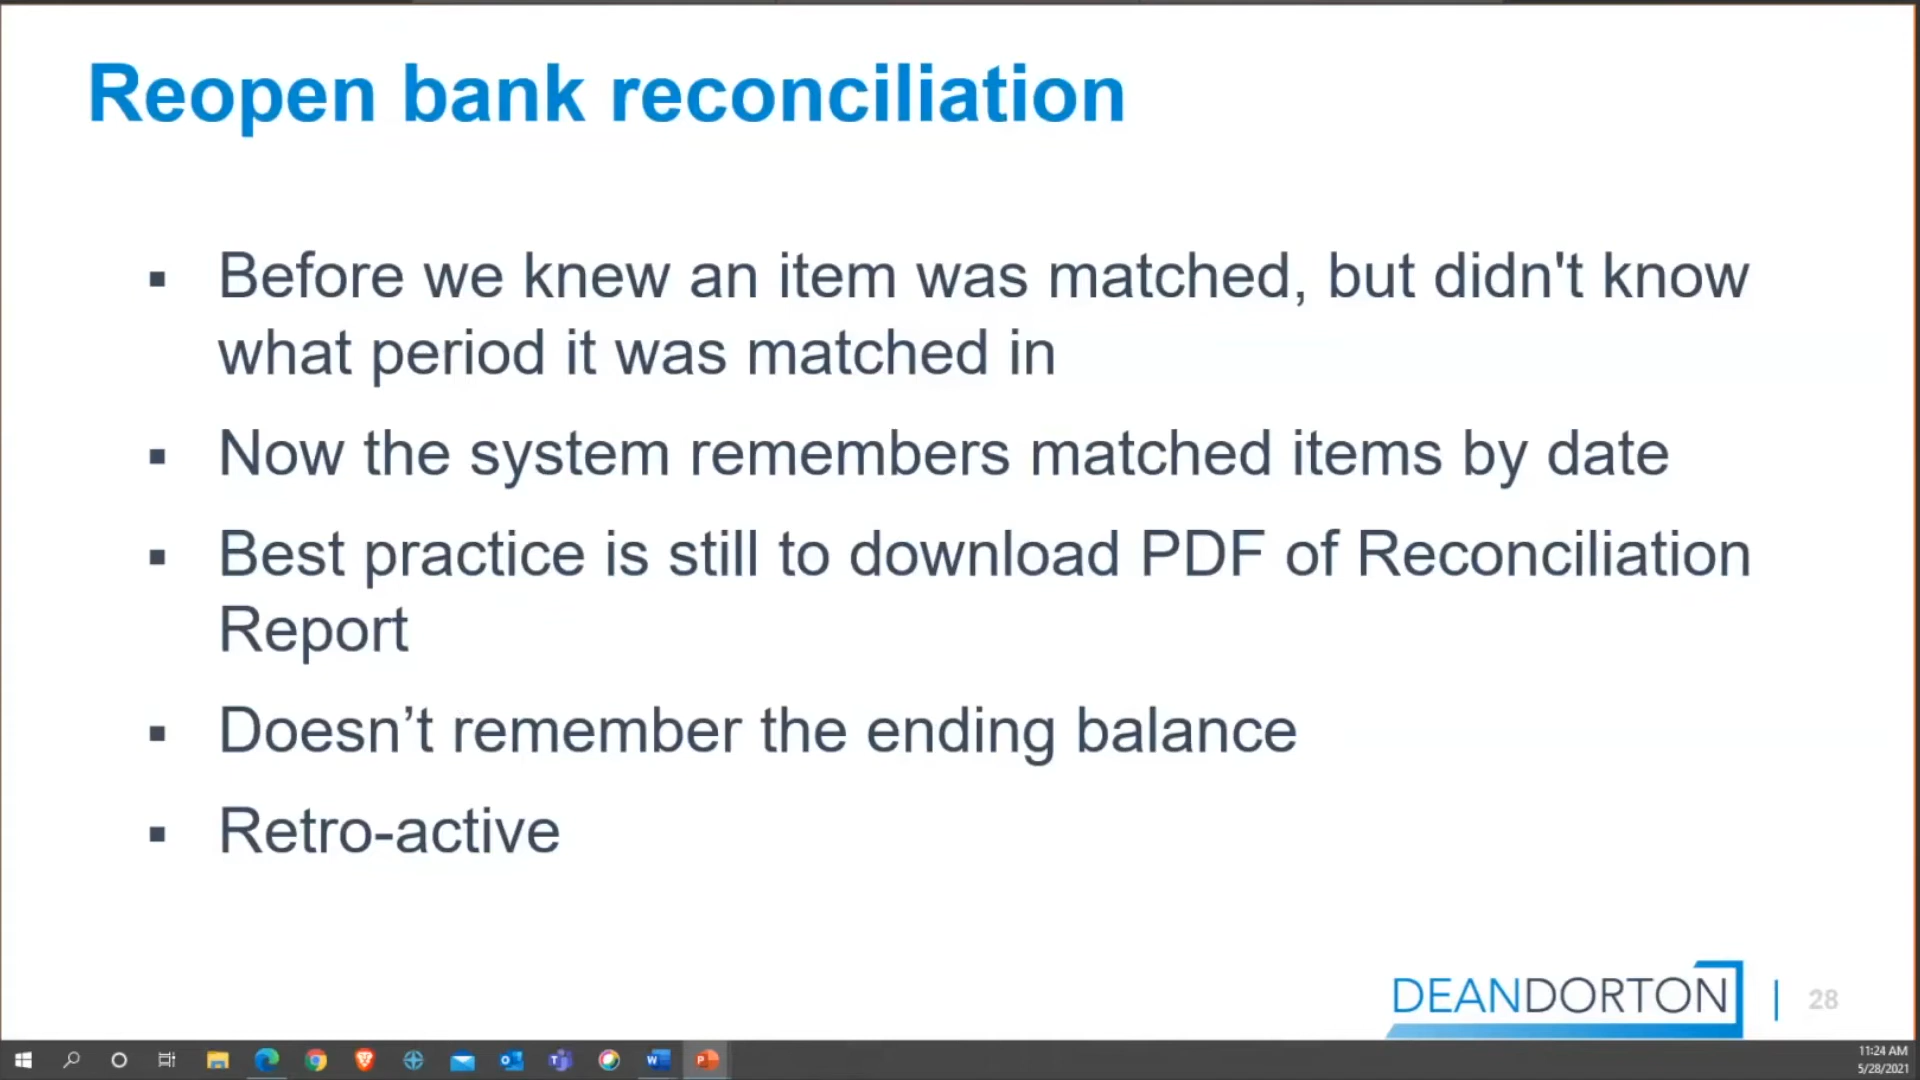 Reopen bank reconciliation
▪ Before we knew an item was matched, but didn't know
what period it was matched in
▪ Now the system remembers matched items by date
▪ Best practice is still to download PDF of Reconciliation
Report
▪ Doesn’t remember the ending balance
▪ Retro-active
DEANDORTON
28
11:24 AM
5/28/2021